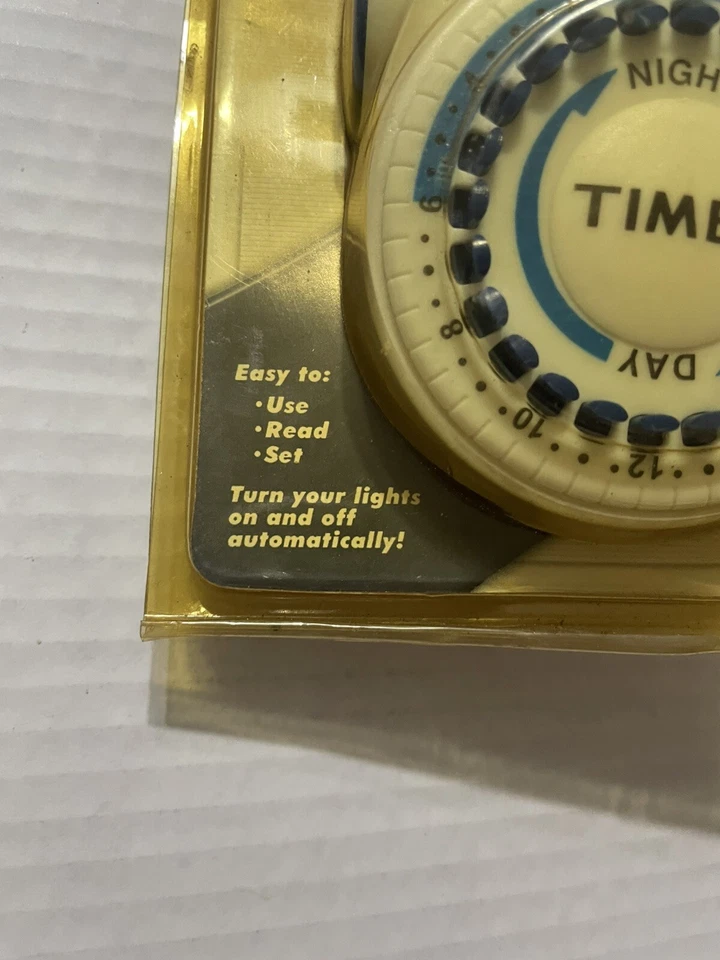 NIGH
TIME
DAY
6
8
10
12
Easy to:
• Use
• Read
• Set
Turn your lights
on and off
automatically!